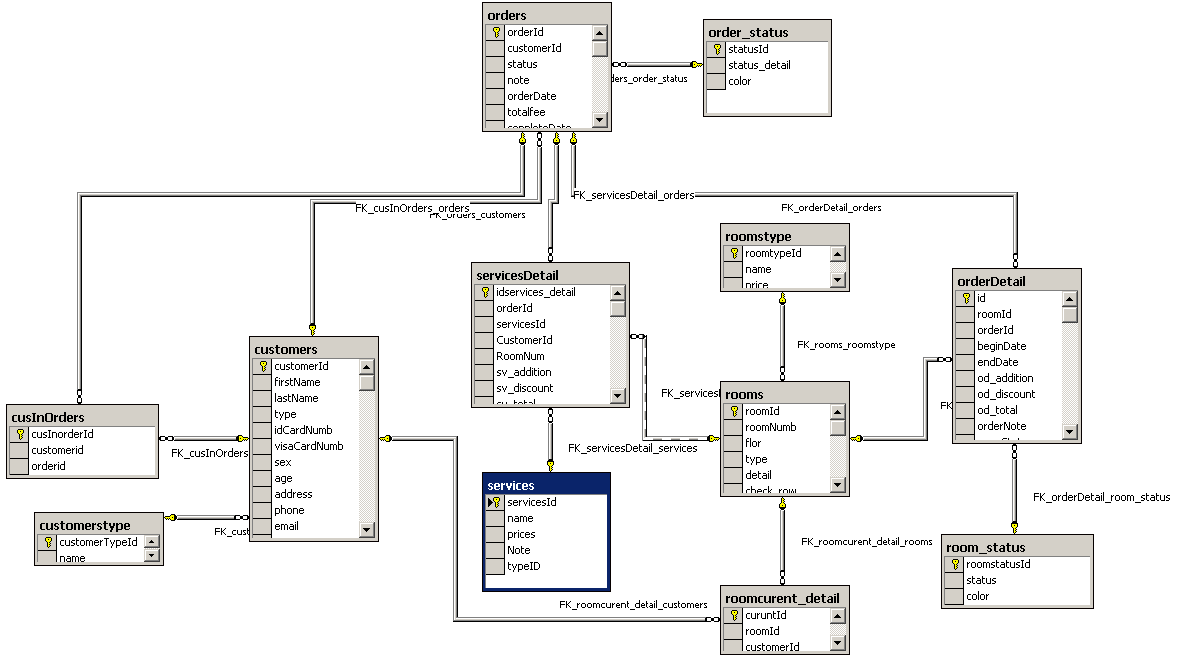 orders
orderId
customerId
status
note
orderDate
totalfee
completeDate
order_status
statusId
status_detail
color
ders_order_status
FK_servicesDetail_orders
FK_cusInOrders_orders
FK_orders_customers
FK_orderDetail_orders
roomstype
roomtypeId
name
price
servicesDetail
idservices_detail
orderId
servicesId
CustomerId
RoomNum
sv_addition
sv_discount
sv_total
orderDetail
id
roomId
orderId
beginDate
endDate
od_addition
od_discount
od_total
orderNote
FK_rooms_roomstype
customers
customerId
firstName
lastName
type
idCardNumb
visaCardNumb
sex
age
address
phone
email
FK_services
rooms
roomId
roomNumb
flor
type
detail
check_row
FK
cusInOrders
cusInorderId
customerid
orderid
FK_cusInOrders
FK_servicesDetail_services
services
servicesId
name
prices
Note
typeID
FK_orderDetail_room_status
customerstype
customerTypeId
name
FK_cust
FK_roomcurent_detail_rooms
room_status
roomstatusId
status
color
FK_roomcurent_detail_customers
roomcurent_detail
curuntId
roomId
customerId